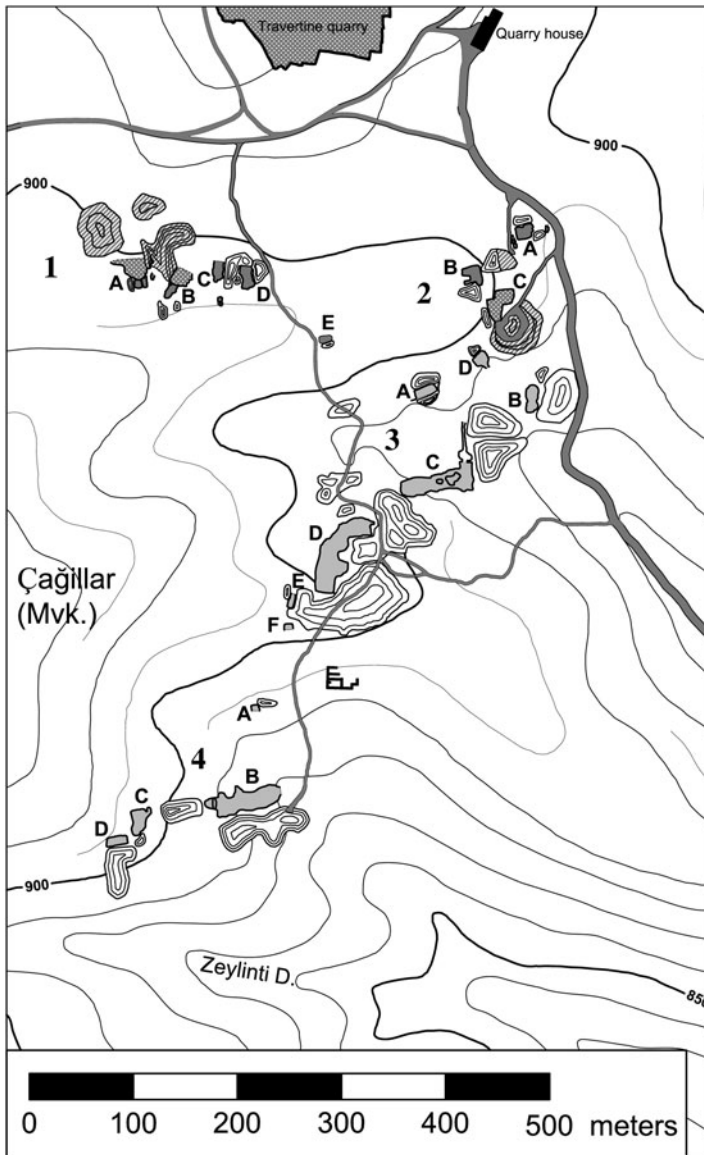 Travertine quarry
Quarry house
900
900
1
A
B
C
D
E
2
A
B
D
3
A
B
C
D
E
F
Çağillar
(Mvk.)
E
A
4
B
C
D
900
Zeylinti D.
850
0 100 200 300 400 500 meters